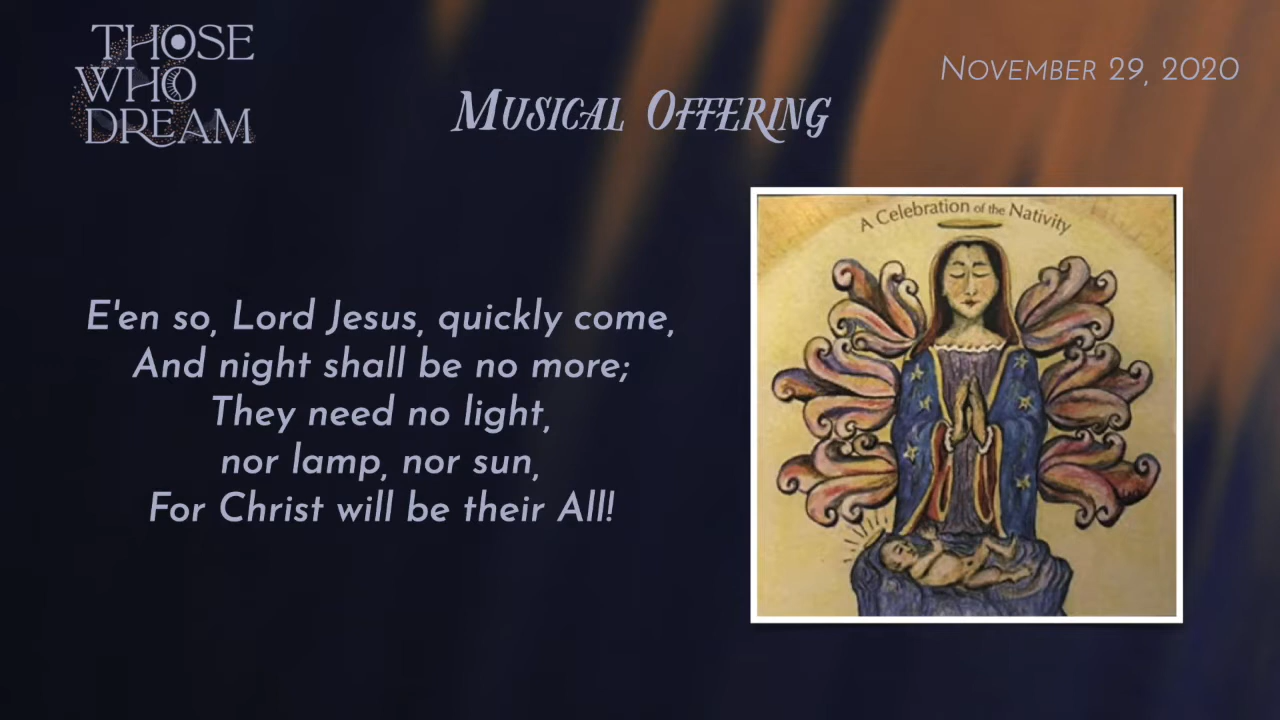 THOSE
WHO
DREAM
NOVEMBER 29, 2020
MUSICAL OFFERING
A Celebration of the Nativity
E'en so, Lord Jesus, quickly come,
And night shall be no more;
They need no light,
nor lamp, nor sun,
For Christ will be their All!